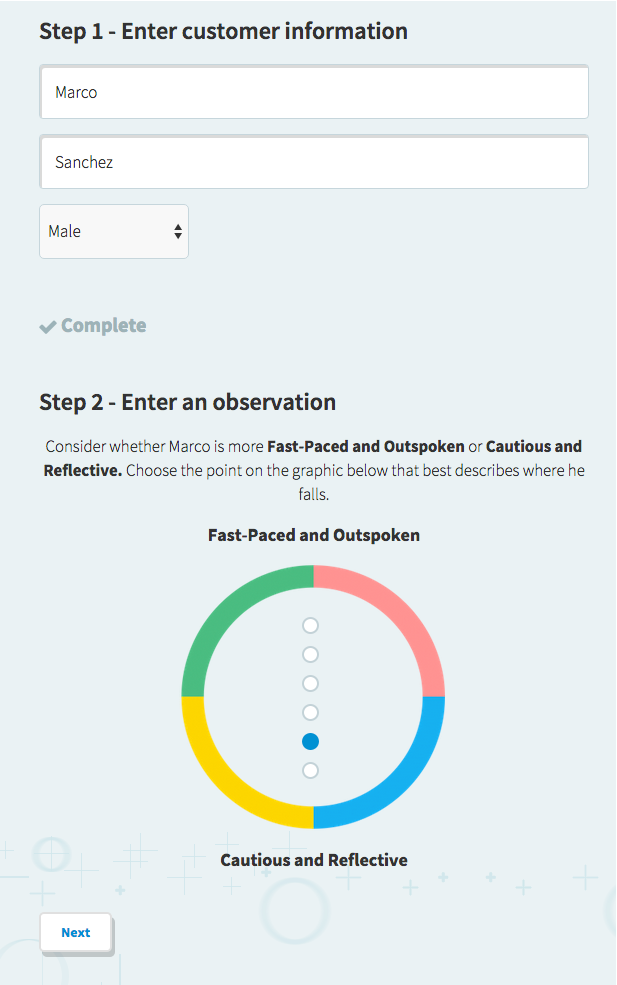 Step 1 - Enter customer information
Marco
Sanchez
Male
Complete
Step 2 - Enter an observation
Consider whether Marco is more Fast-Paced and Outspoken or Cautious and
Reflective. Choose the point on the graphic below that best describes where he
falls.
Fast-Paced and Outspoken
Cautious and Reflective
Next